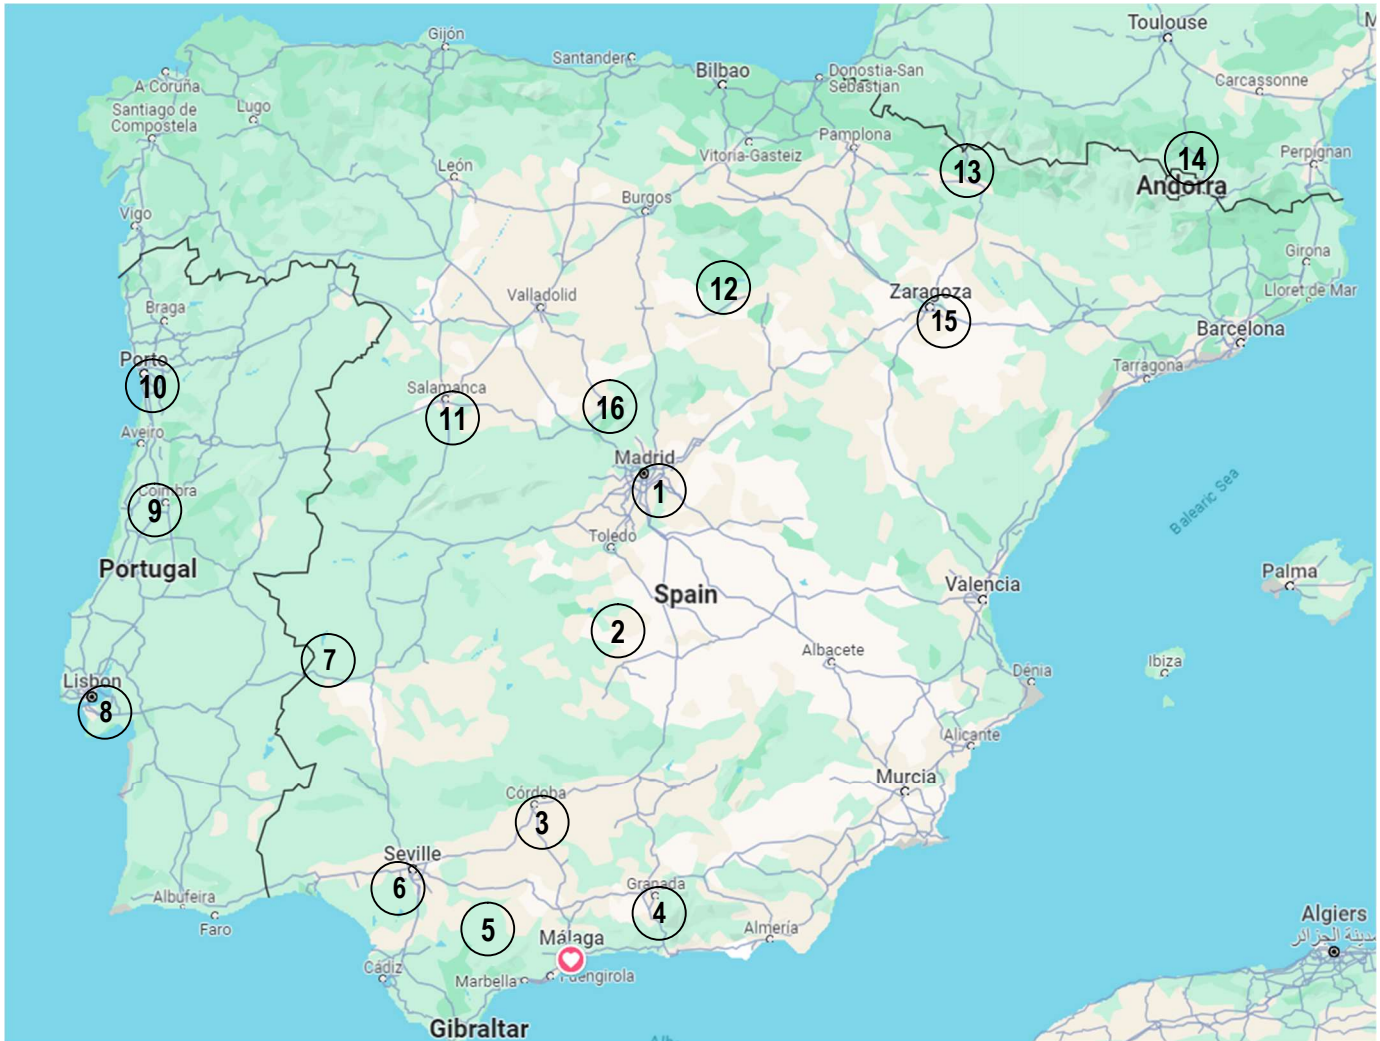 Toulouse
M
Gijón
Santander
Bilbao
Donostia-San
Sebastián
Carcassonne
A Coruña
Lugo
Santiago de
Compostela
Pamplona
Vitoria-Gasteiz
Perpignan
León
13
14
Andorra
Burgos
Vigo
Girona
Lloret de Mar
Valladolid
12
Zaragoza
15
Braga
Barcelona
Porto
10
Tarragona
Salamanca
11
16
Aveiro
Madrid
1
Coimbra
9
Balearic Sea
Toledo
Portugal
Spain
Valencia
Palma
2
7
Albacete
Ibiza
Dénia
Lisbon
8
Alicante
Murcia
Córdoba
3
Seville
6
Granada
4
Albufeira
Faro
5
Málaga
Almería
Algiers
مدينة الجزائر
Cádiz
Marbella
Fuengirola
Gibraltar